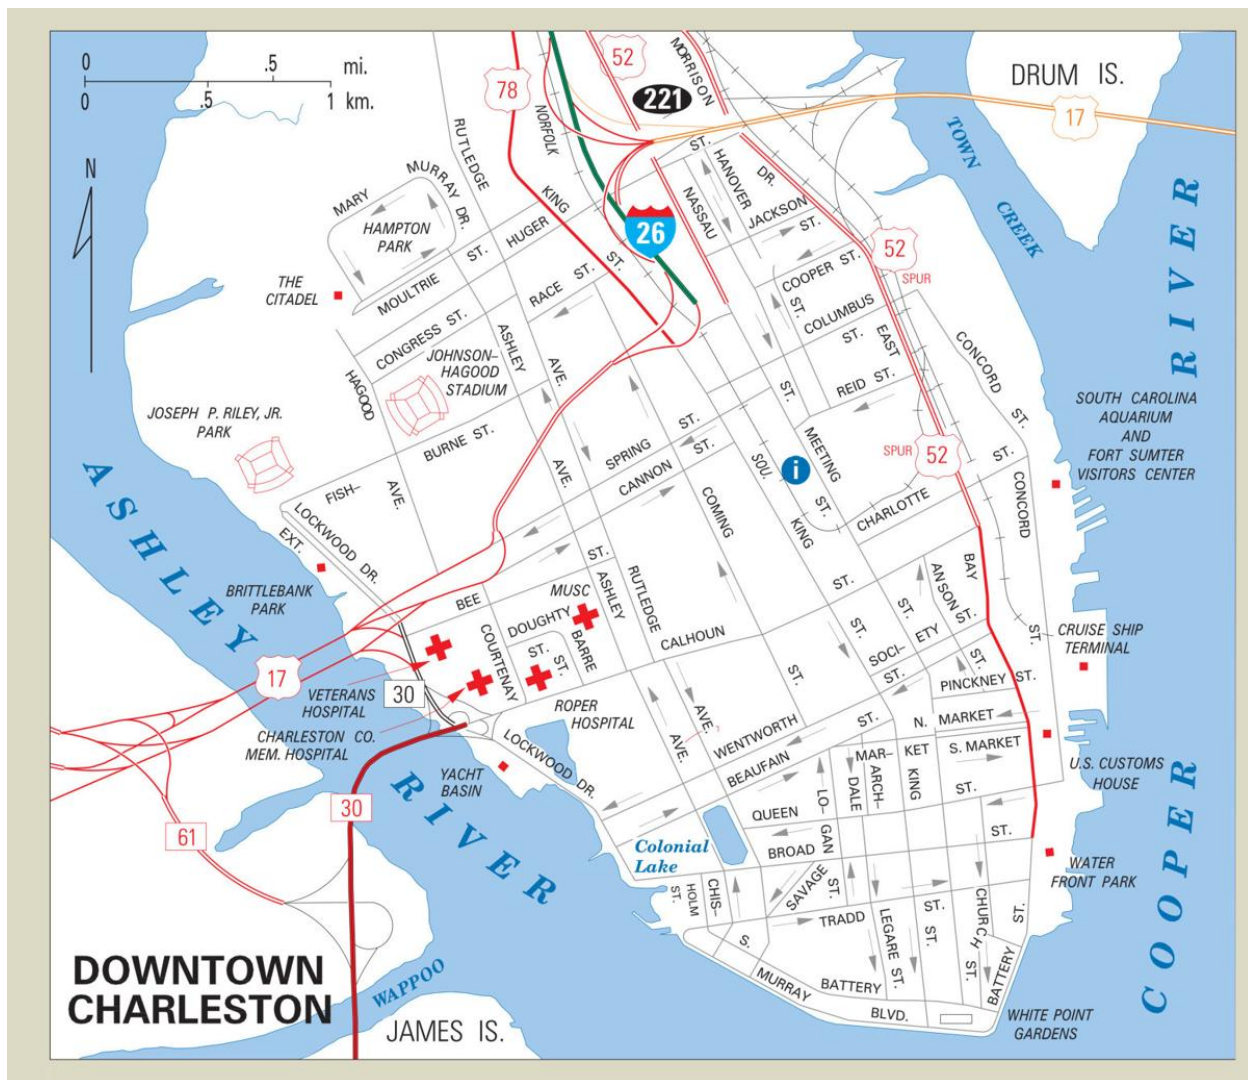 0 .5 mi.
0 .5 1 km.
N
52
MORRISON
DR.
221
DRUM IS.
17
78
NORFOLK
RUTLEDGE
TOWN
CREEK
MARY
MURRAY DR.
HAMPTON
PARK
KING
ST.
HUGER
ST.
ST.
HANOVER
NASSAU
JACKSON
ST.
26
52
SPUR
COOPER ST.
THE
CITADEL
MOULTRIE
ST.
RACE ST.
COLUMBUS
ST.
EAST
CONGRESS ST.
ASHLEY
AVE.
JOHNSON–
HAGOOD
STADIUM
HAGOOD
AVE.
CONCORD
ST.
REID ST.
SOUTH CAROLINA
AQUARIUM
AND
FORT SUMTER
VISITORS CENTER
JOSEPH P. RILEY, JR.
PARK
BURNE ST.
AVE.
SPRING
ST.
CANNON
ST.
SOU.
i
MEETING
ST.
SPUR
52
ST.
CONCORD
ST.
ASHLEY
RIVER
FISH–
LOCKWOOD DR.
EXT.
COMING
ST.
KING
ST.
CHARLOTTE
BAY
BRITTLEBANK
PARK
BEE
ST.
DOUGHTY
ST.
MUSC
ASHLEY
AVE.
RUTLEDGE
AVE.
ANSON
ST.
COURTENAY
BARRE
ST.
CALHOUN
ST.
SOCI–
ETY ST.
CRUISE SHIP
TERMINAL
17
30
VETERANS
HOSPITAL
CHARLESTON CO.
MEM. HOSPITAL
ROPER
HOSPITAL
PINCKNEY ST.
N. MARKET
MAR–
KET
S. MARKET
ST.
U.S. CUSTOMS
HOUSE
WENTWORTH
ST.
BEAUFAIN
LOCKWOOD DR.
YACHT
BASIN
30
61
QUEEN
ST.
LO–
GAN
ST.
DALE
ARCH–
KING
ST.
BROAD
ST.
Colonial
Lake
WATER
FRONT PARK
CHIS–
HOLM
ST.
SAVAGE
TRADD
ST.
LEGARE ST.
CHURCH
ST.
COOPER
RIVER
S.
BATTERY
BATTERY
MURRAY
BLVD.
WHITE POINT
GARDENS
DOWNTOWN
CHARLESTON
WAPPOO
JAMES IS.